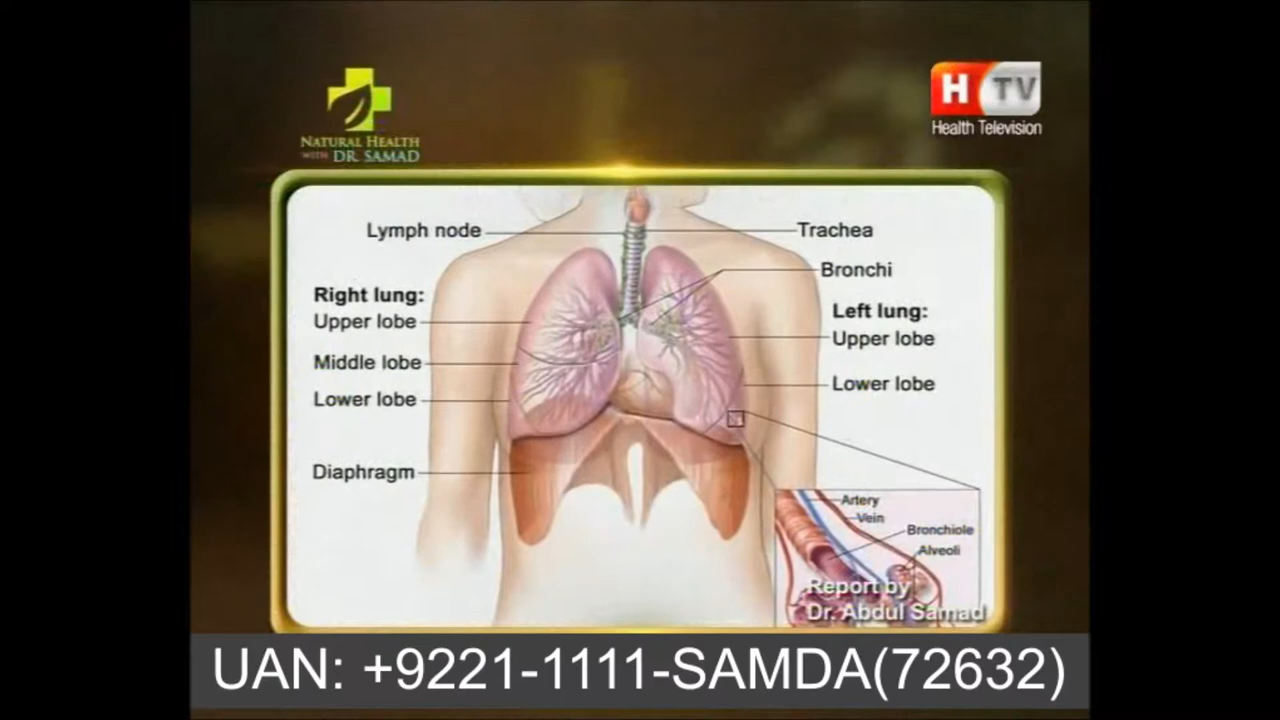 NATURAL HEALTH
WITH DR. SAMAD
H TV
Health Television
Lymph node
Trachea
Bronchi
Right lung:
Upper lobe
Middle lobe
Lower lobe
Left lung:
Upper lobe
Lower lobe
Diaphragm
Artery
Vein
Bronchiole
Alveoli
Report by
Dr. Abdul Samad
UAN: +9221-1111-SAMDA(72632)